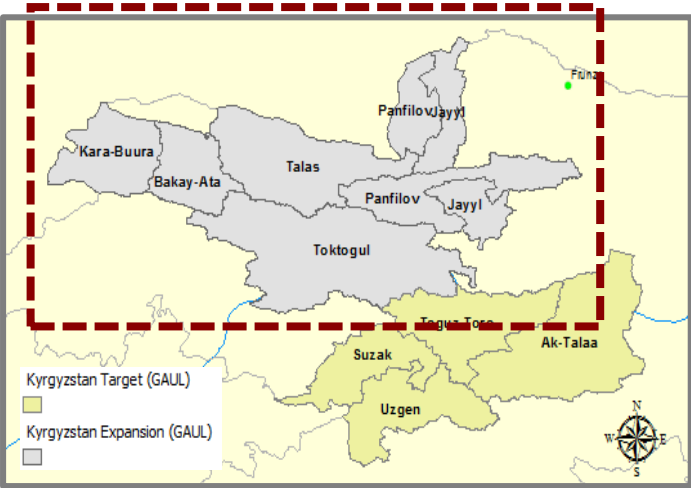 Frunz
Panfilov
Jayyl
Kara-Buura
Talas
Bakay-Ata
Panfilov
Jayyl
Toktogul
Toguz-Toro
Ak-Talaa
Suzak
Uzgen
Kyrgyzstan Target (GAUL)
Kyrgyzstan Expansion (GAUL)
N
W
E
S